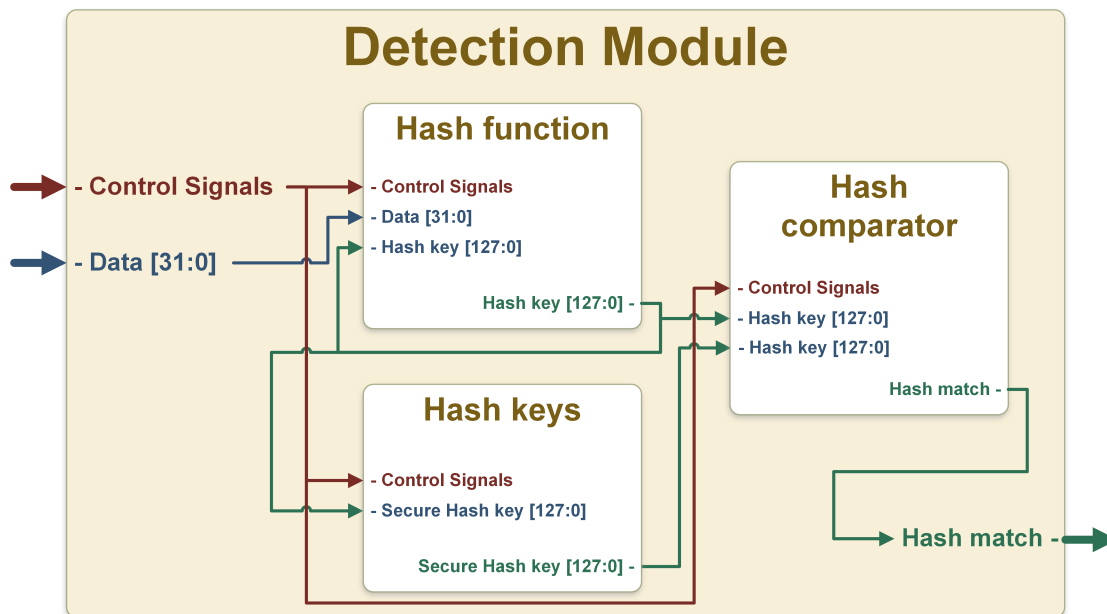 Detection Module
- Control Signals
- Data [31:0]
Hash function
- Control Signals
- Data [31:0]
- Hash key [127:0]
Hash key [127:0] -
Hash keys
- Control Signals
- Secure Hash key [127:0]
Secure Hash key [127:0] -
Hash
comparator
- Control Signals
- Hash key [127:0]
- Hash key [127:0]
Hash match -
Hash match -